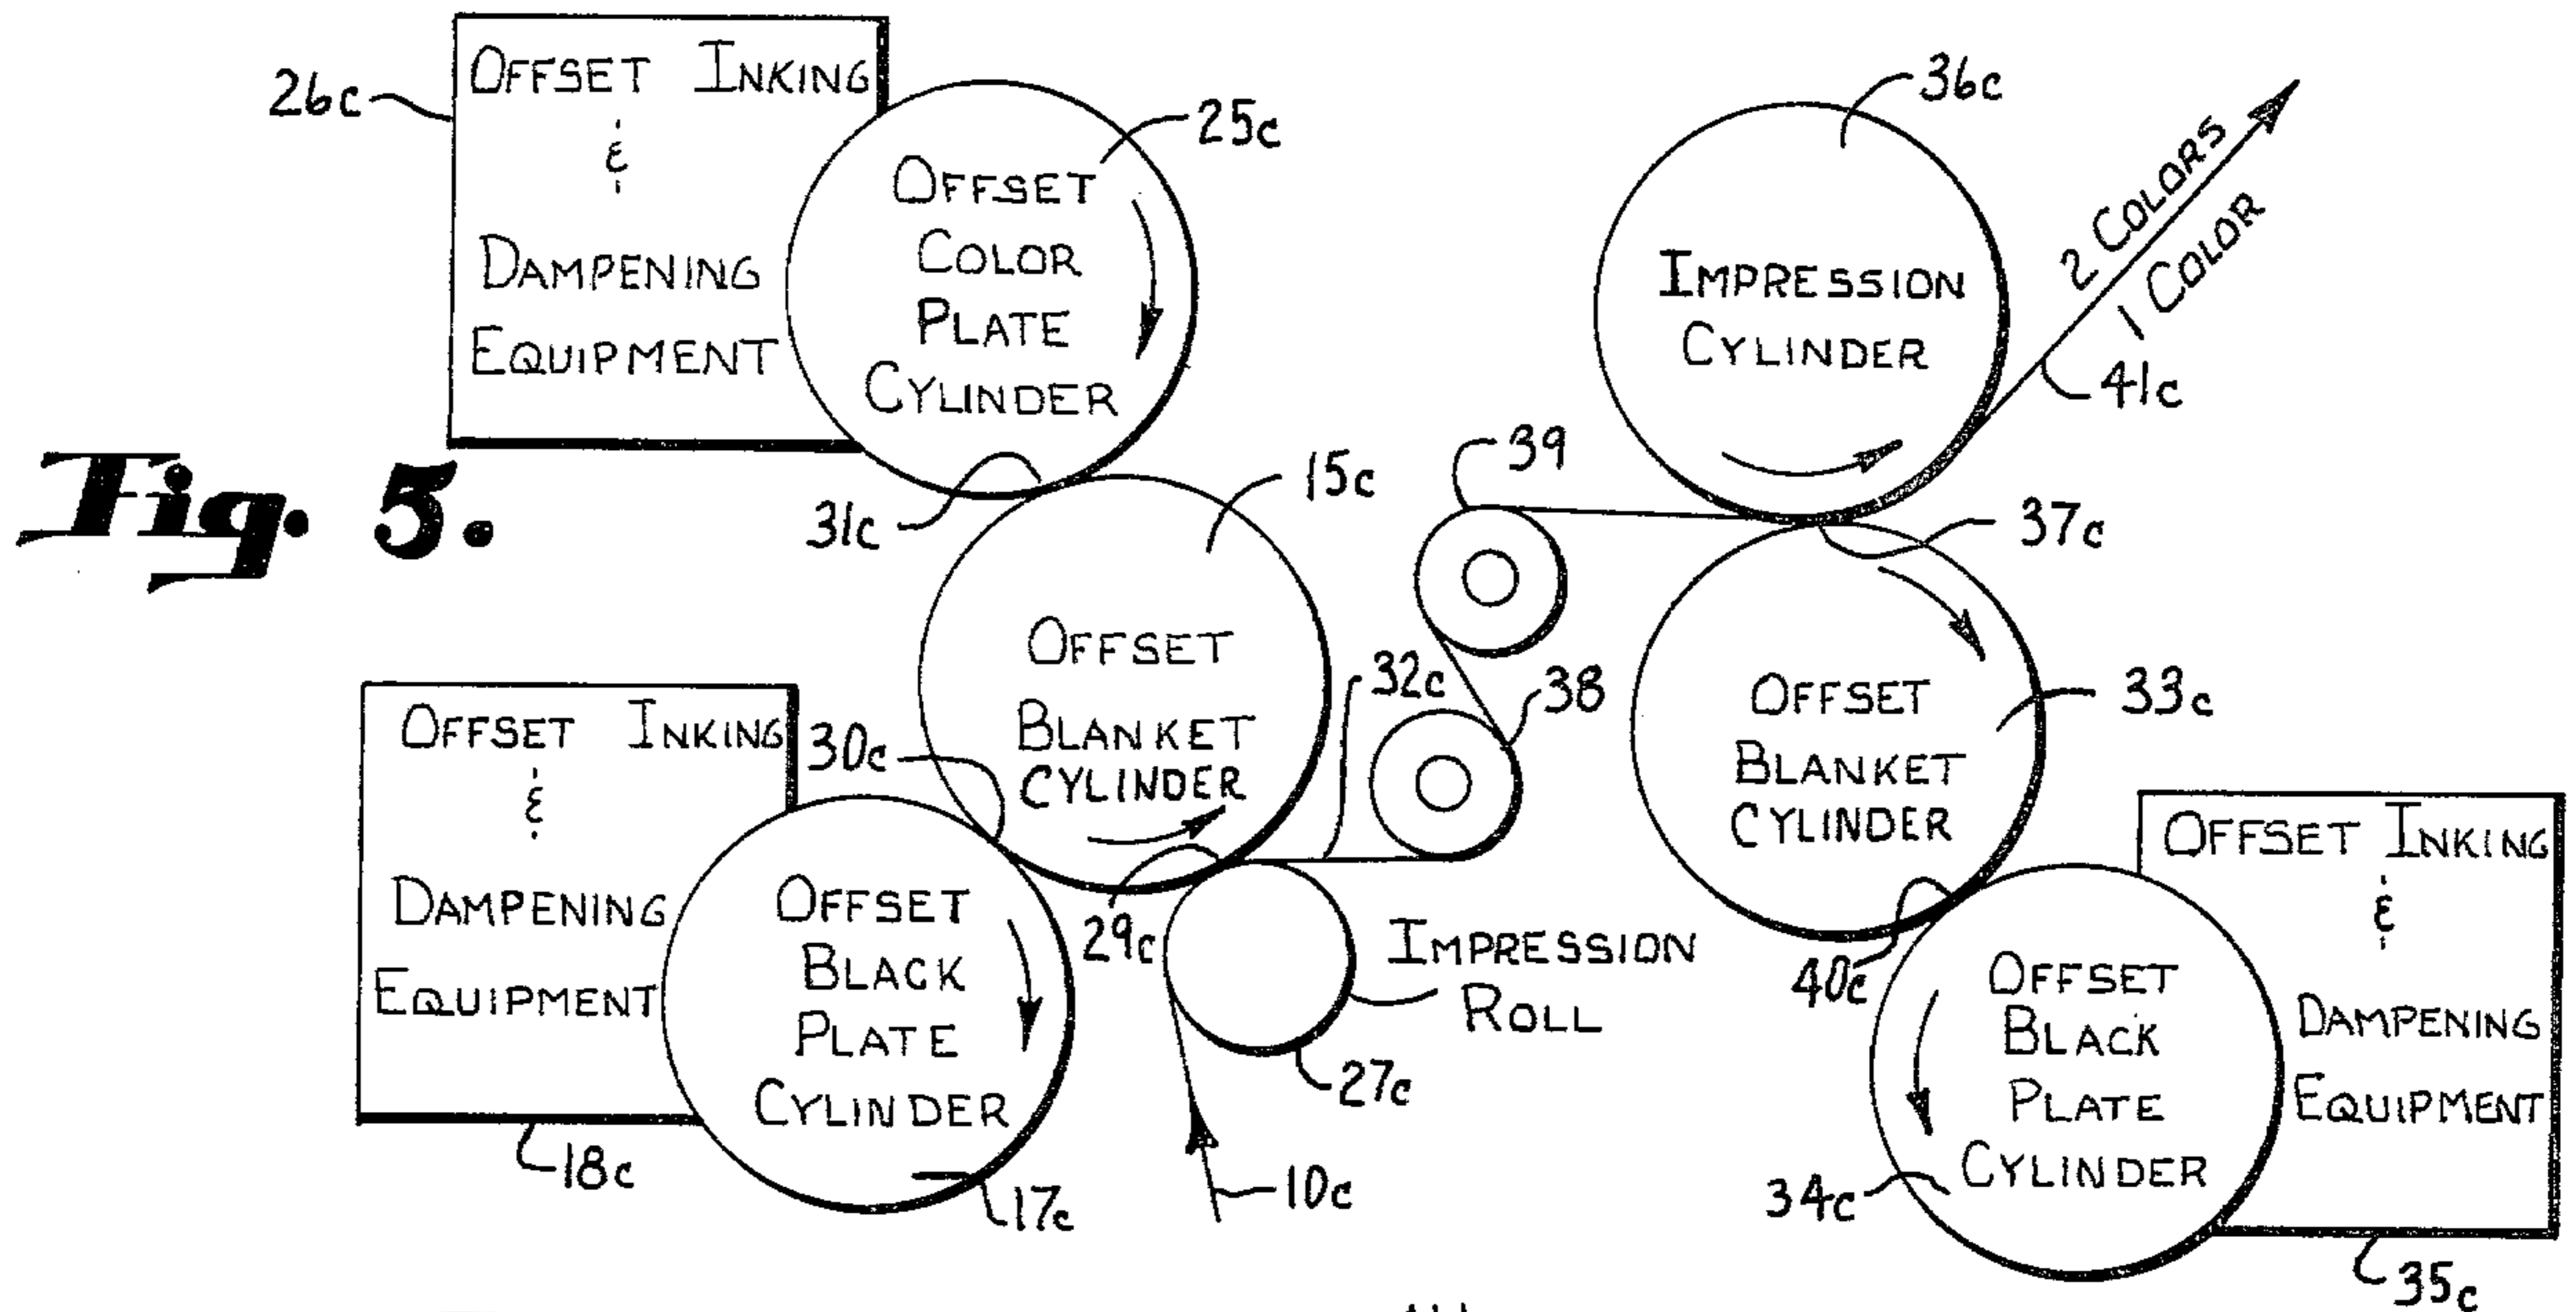 Fig. 5.
26c
OFFSET INKING
&
DAMPENING
EQUIPMENT
25c
OFFSET
COLOR
PLATE
CYLINDER
31c
15c
OFFSET
BLANKET
CYLINDER
30c
OFFSET INKING
&
DAMPENING
EQUIPMENT
18c
OFFSET
BLACK
PLATE
CYLINDER
17c
29c
10c
IMPRESSION
ROLL
27c
32c
38
39
36c
IMPRESSION
CYLINDER
2 COLORS
1 COLOR
41c
37c
OFFSET
BLANKET
CYLINDER
33c
40c
OFFSET
BLACK
PLATE
CYLINDER
34c
OFFSET INKING
&
DAMPENING
EQUIPMENT
35c